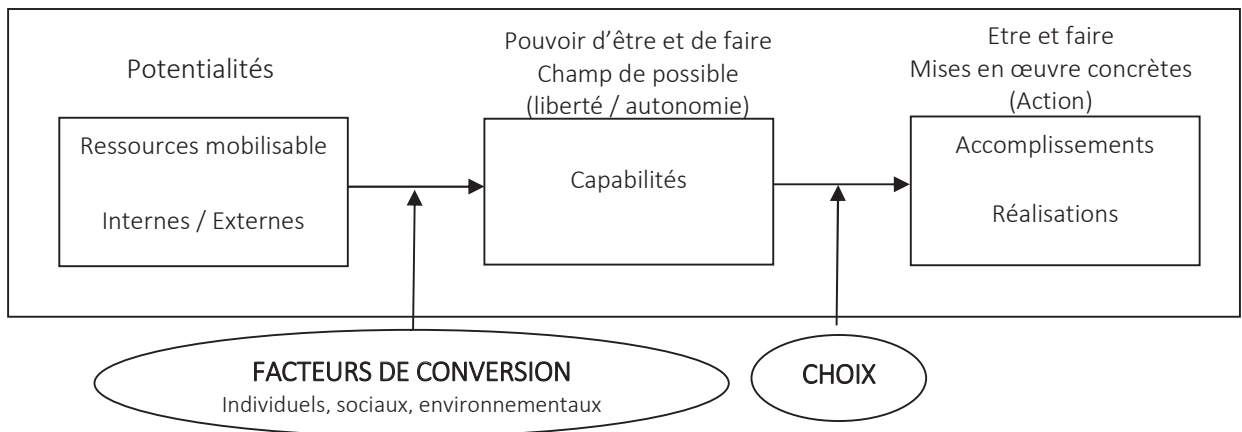 Potentialités
Ressources mobilisable
Internes / Externes
Pouvoir d'être et de faire
Champ de possible
(liberté / autonomie)
Capabilités
Etre et faire
Mises en œuvre concrètes
(Action)
Accomplissements
Réalisations
FACTEURS DE CONVERSION
Individuels, sociaux, environnementaux
CHOIX